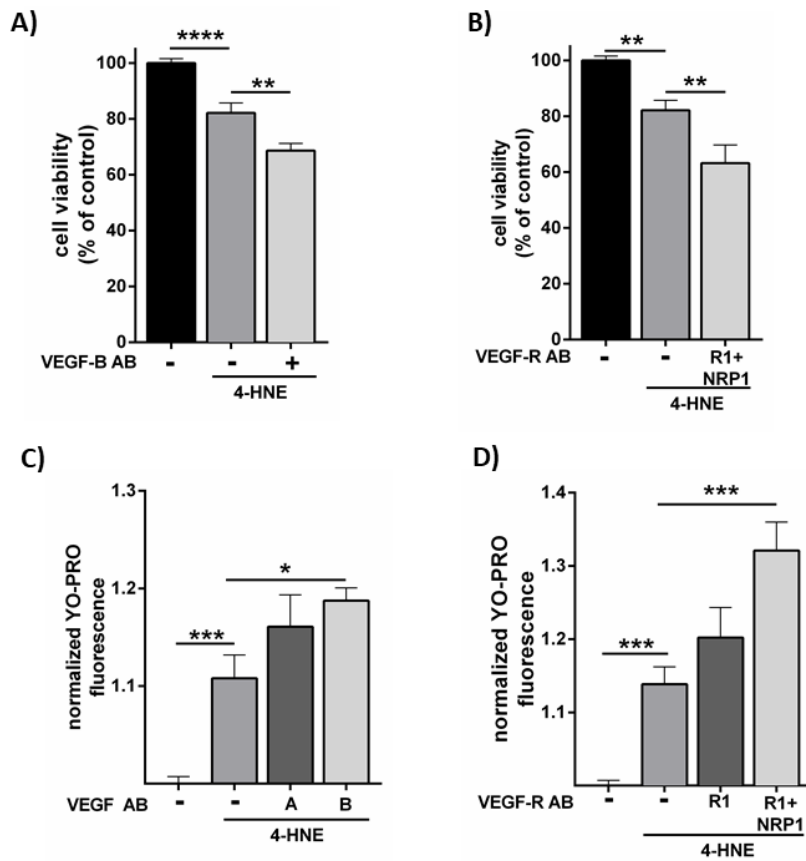 A)
****
**
cell viability
(% of control)
100
80
60
40
20
0
VEGF-B AB
- - +
4-HNE
B)
**
**
cell viability
(% of control)
100
80
60
40
20
0
VEGF-R AB
- - R1+
NRP1
4-HNE
C)
normalized YO-PRO
fluorescence
1.3
1.2
1.1
*
***
VEGF AB
- - A B
4-HNE
D)
normalized YO-PRO
fluorescence
1.4
1.3
1.2
1.1
***
***
VEGF-R AB
- - R1 R1+
NRP1
4-HNE